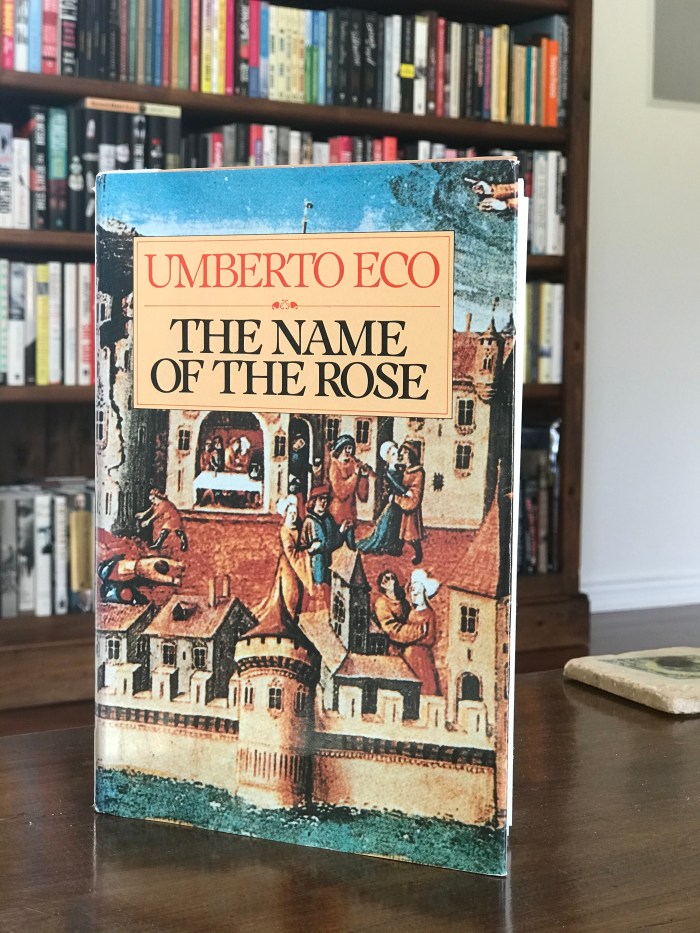 UMBERTO ECO
THE NAME
OF THE ROSE